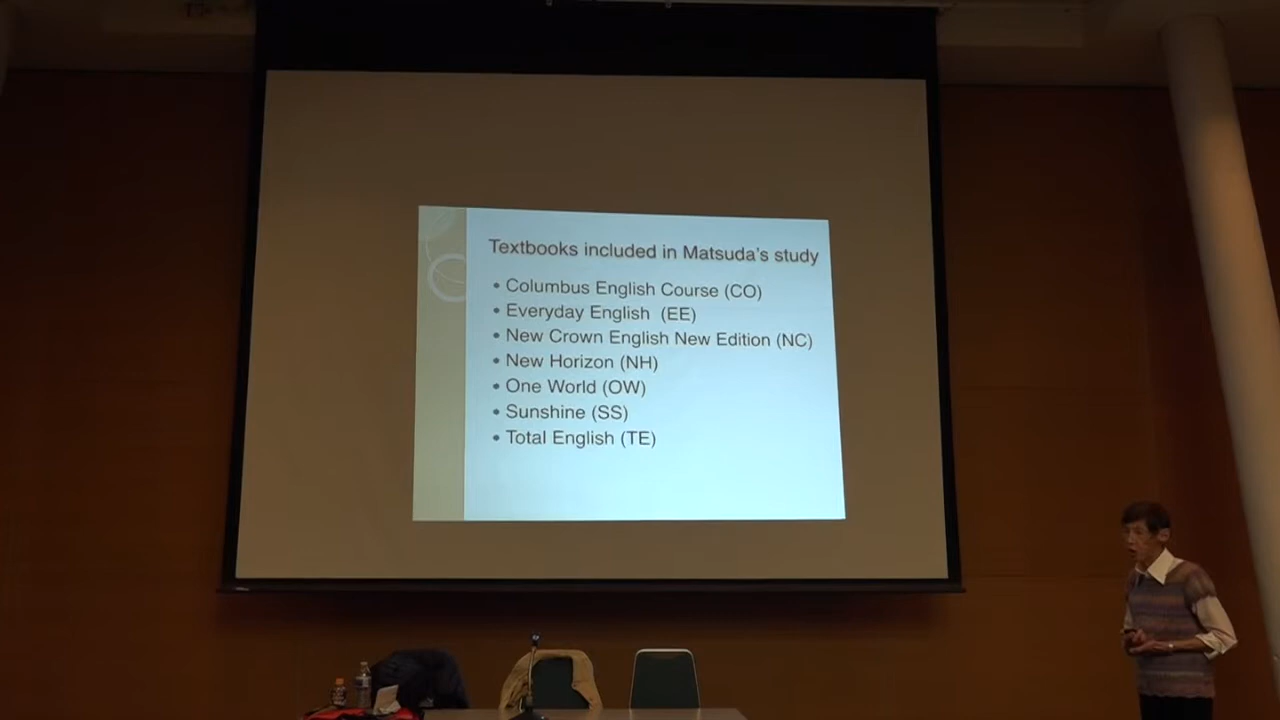 Textbooks included in Matsuda's study
• Columbus English Course (CO)
• Everyday English (EE)
• New Crown English New Edition (NC)
• New Horizon (NH)
• One World (OW)
• Sunshine (SS)
• Total English (TE)